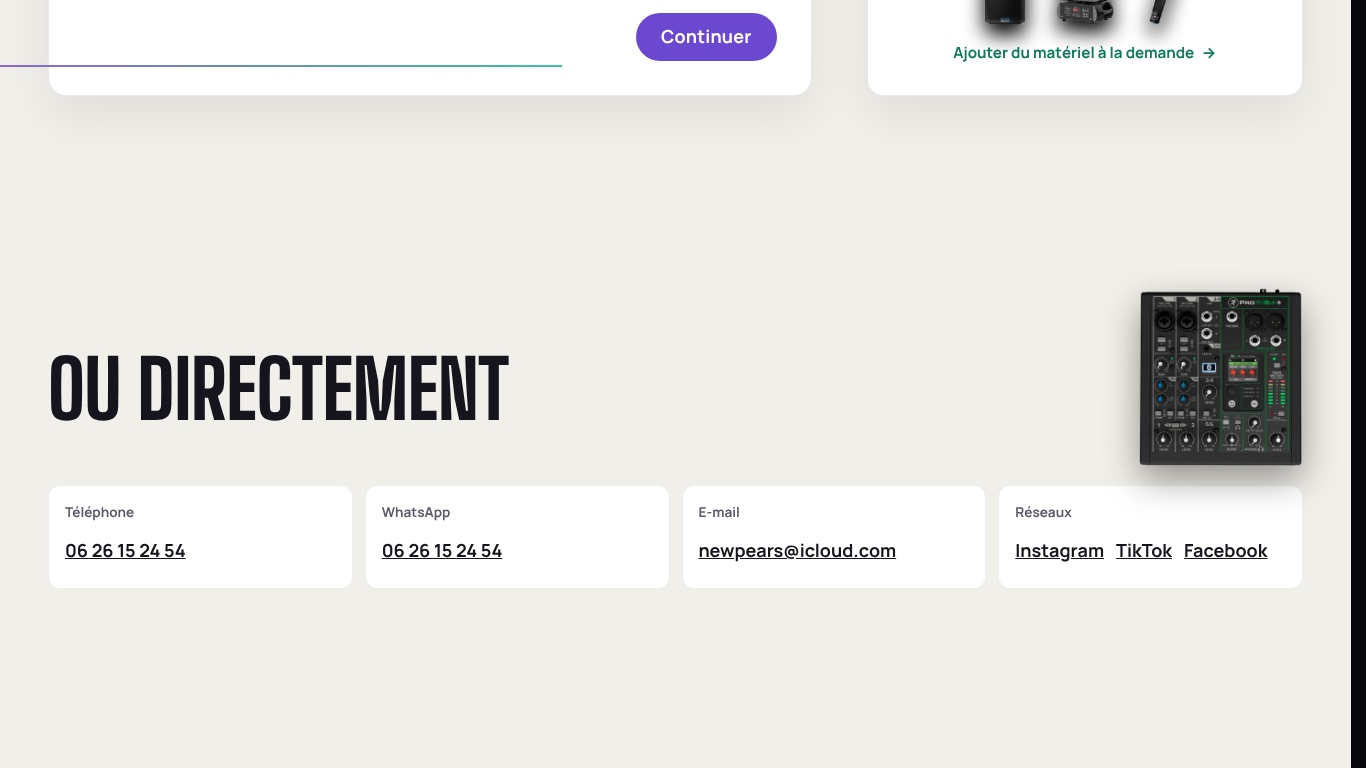 Continuer
Ajouter du matériel à la demande →
OU DIRECTEMENT
Téléphone
06 26 15 24 54
WhatsApp
06 26 15 24 54
E-mail
newpears@icloud.com
Réseaux
Instagram TikTok Facebook